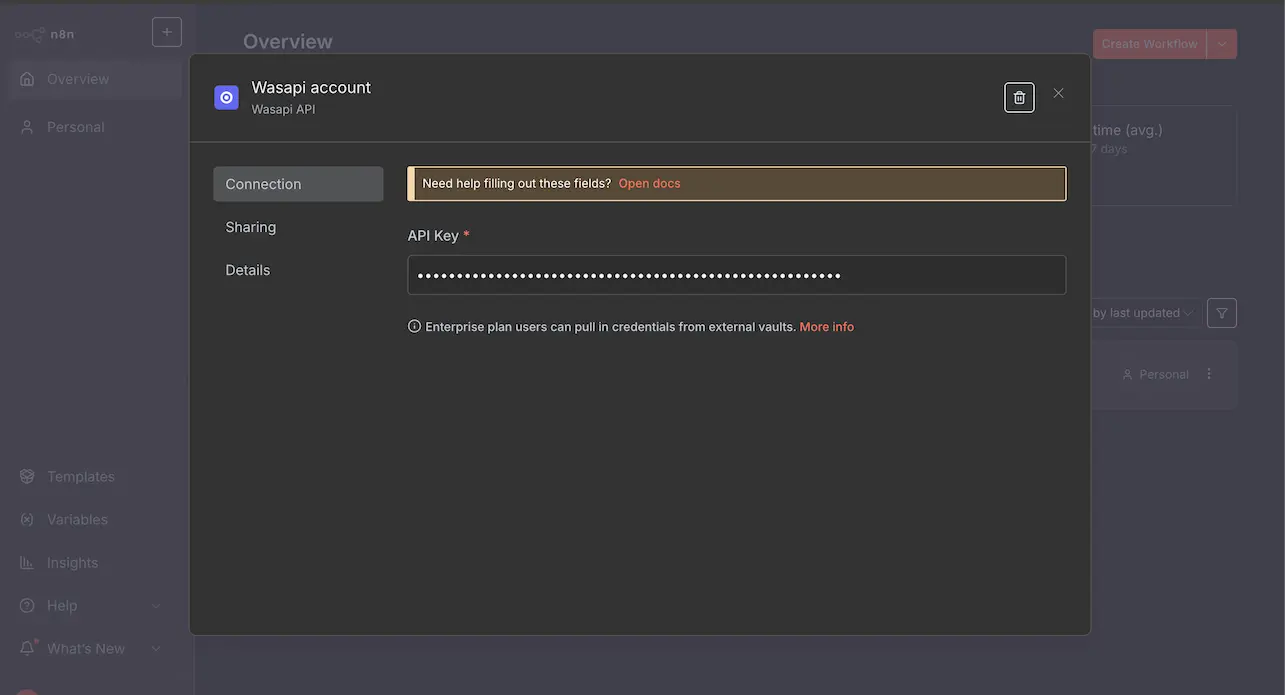 n8n
Overview
Personal
Templates
Variables
Insights
Help
What's New
Overview
Create Workflow
time (avg.)
7 days
by last updated
Personal
Wasapi account
Wasapi API
Connection
Sharing
Details
Need help filling out these fields? Open docs
API Key *
••••••••••••••••••••••••••••••••••••••••••••••••••••••
Enterprise plan users can pull in credentials from external vaults. More info